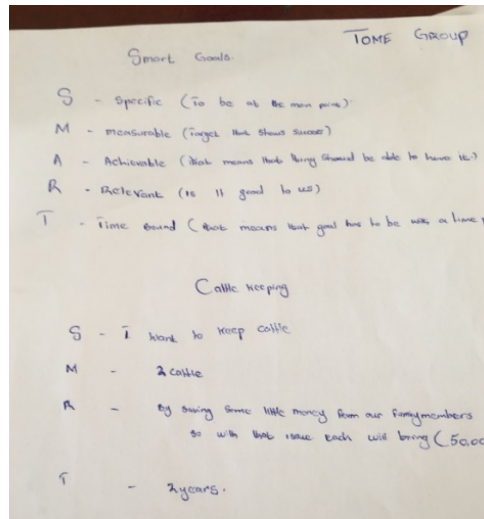 TOME GROUP
Smart Goals.
S - Specific (To be at the main point)
M - measurable (Target that shows success)
A - Achievable (that means that thing should be able to have it.)
R - Relevant (is it good to us)
T - Time Bound (that means that goal has to be with a time
Cattle keeping
S - I want to keep cattle
M - 2 cattle
R - By saving some little money from our family members
so with that issue each will bring (50.00
T - 2 years.